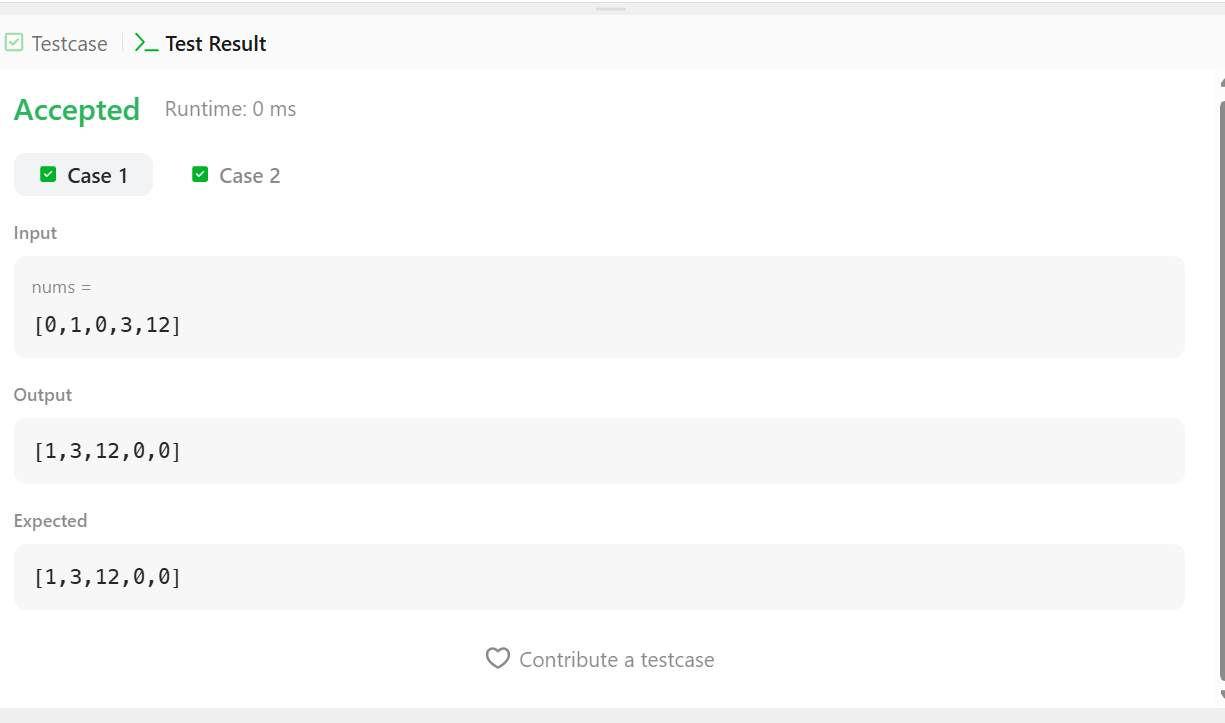 Testcase Test Result
Accepted Runtime: 0 ms
Case 1 Case 2
Input
nums =
[0,1,0,3,12]
Output
[1,3,12,0,0]
Expected
[1,3,12,0,0]
Contribute a testcase